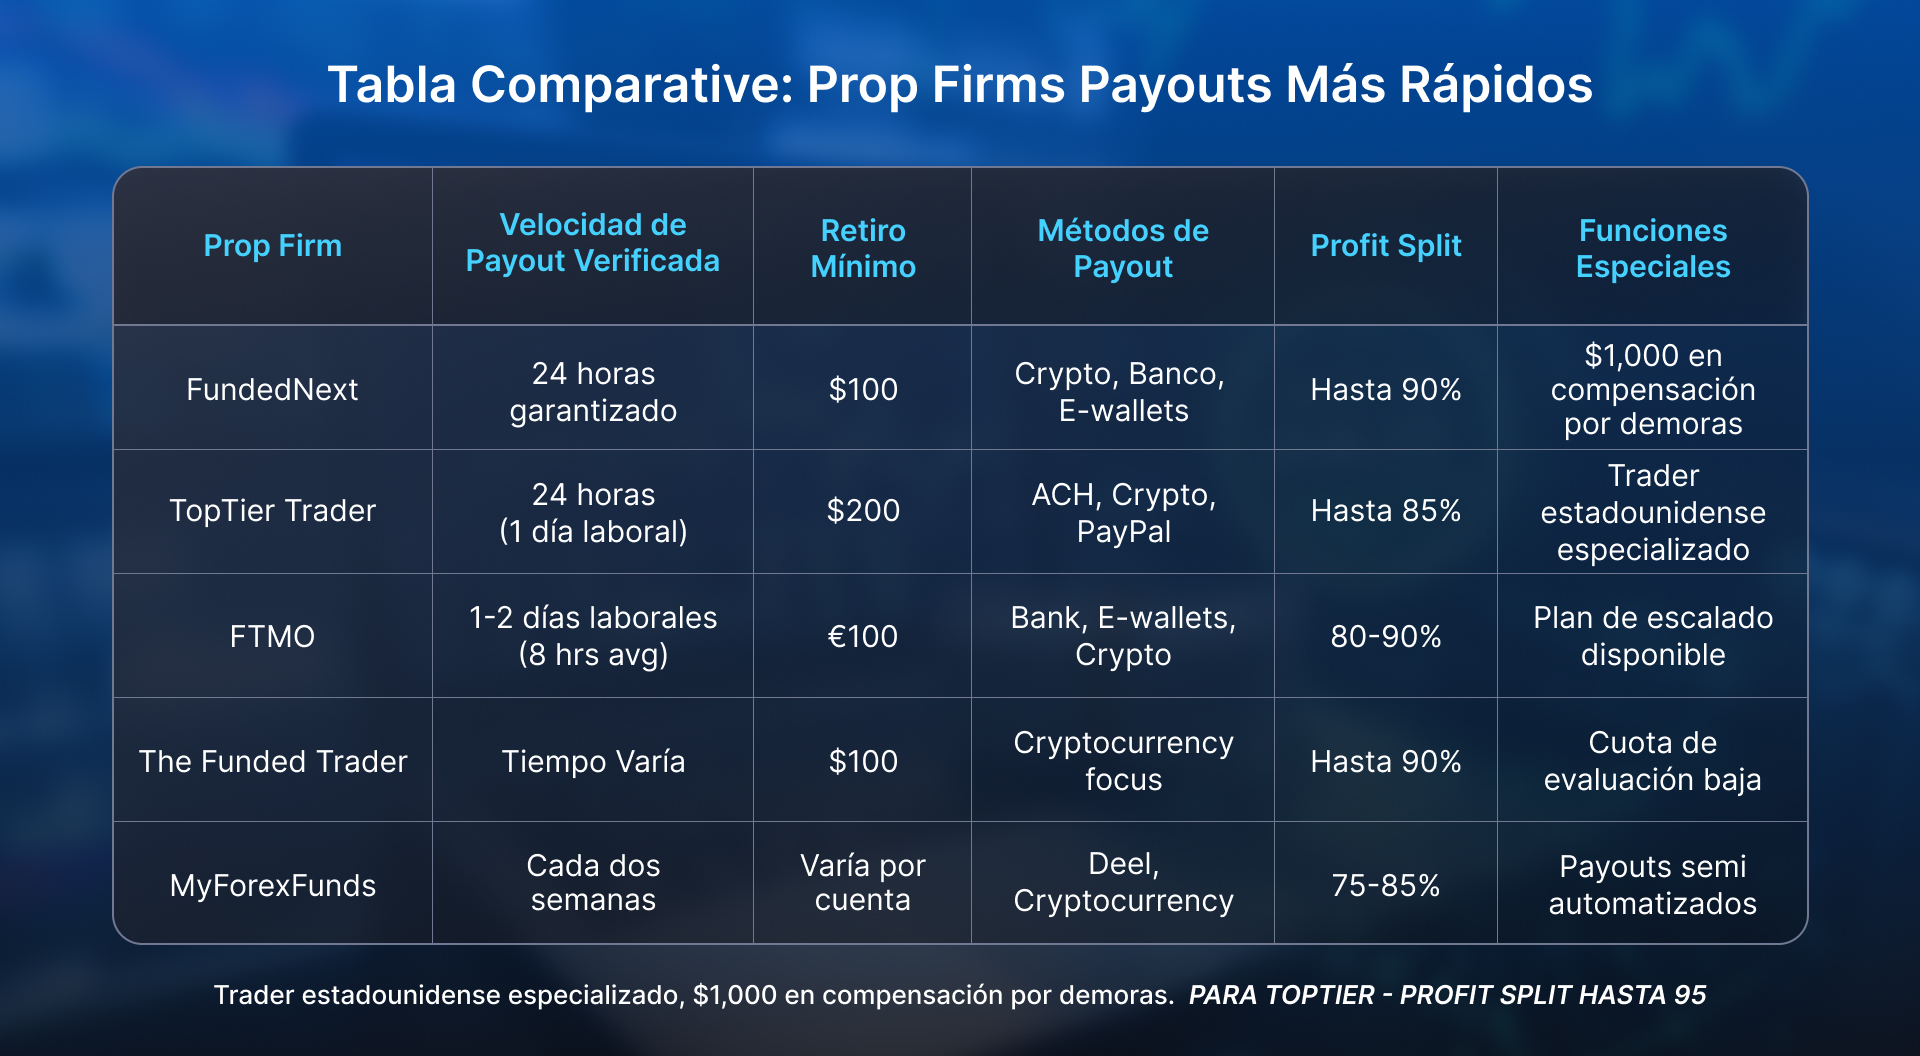 Tabla Comparative: Prop Firms Payouts Más Rápidos
Prop Firm
Velocidad de
Payout Verificada
Retiro
Mínimo
Métodos de
Payout
Profit Split
Funciones
Especiales
FundedNext
24 horas
garantizado
$100
Crypto, Banco,
E-wallets
Hasta 90%
$1,000 en
compensación
por demoras
TopTier Trader
24 horas
(1 día laboral)
$200
ACH, Crypto,
PayPal
Hasta 85%
Trader
estadounidense
especializado
FTMO
1-2 días laborales
(8 hrs avg)
€100
Bank, E-wallets,
Crypto
80-90%
Plan de escalado
disponible
The Funded Trader
Tiempo Varía
$100
Cryptocurrency
focus
Hasta 90%
Cuota de
evaluación baja
MyForexFunds
Cada dos
semanas
Varía por
cuenta
Deel,
Cryptocurrency
75-85%
Payouts semi
automatizados
Trader estadounidense especializado, $1,000 en compensación por demoras. PARA TOPTIER - PROFIT SPLIT HASTA 95